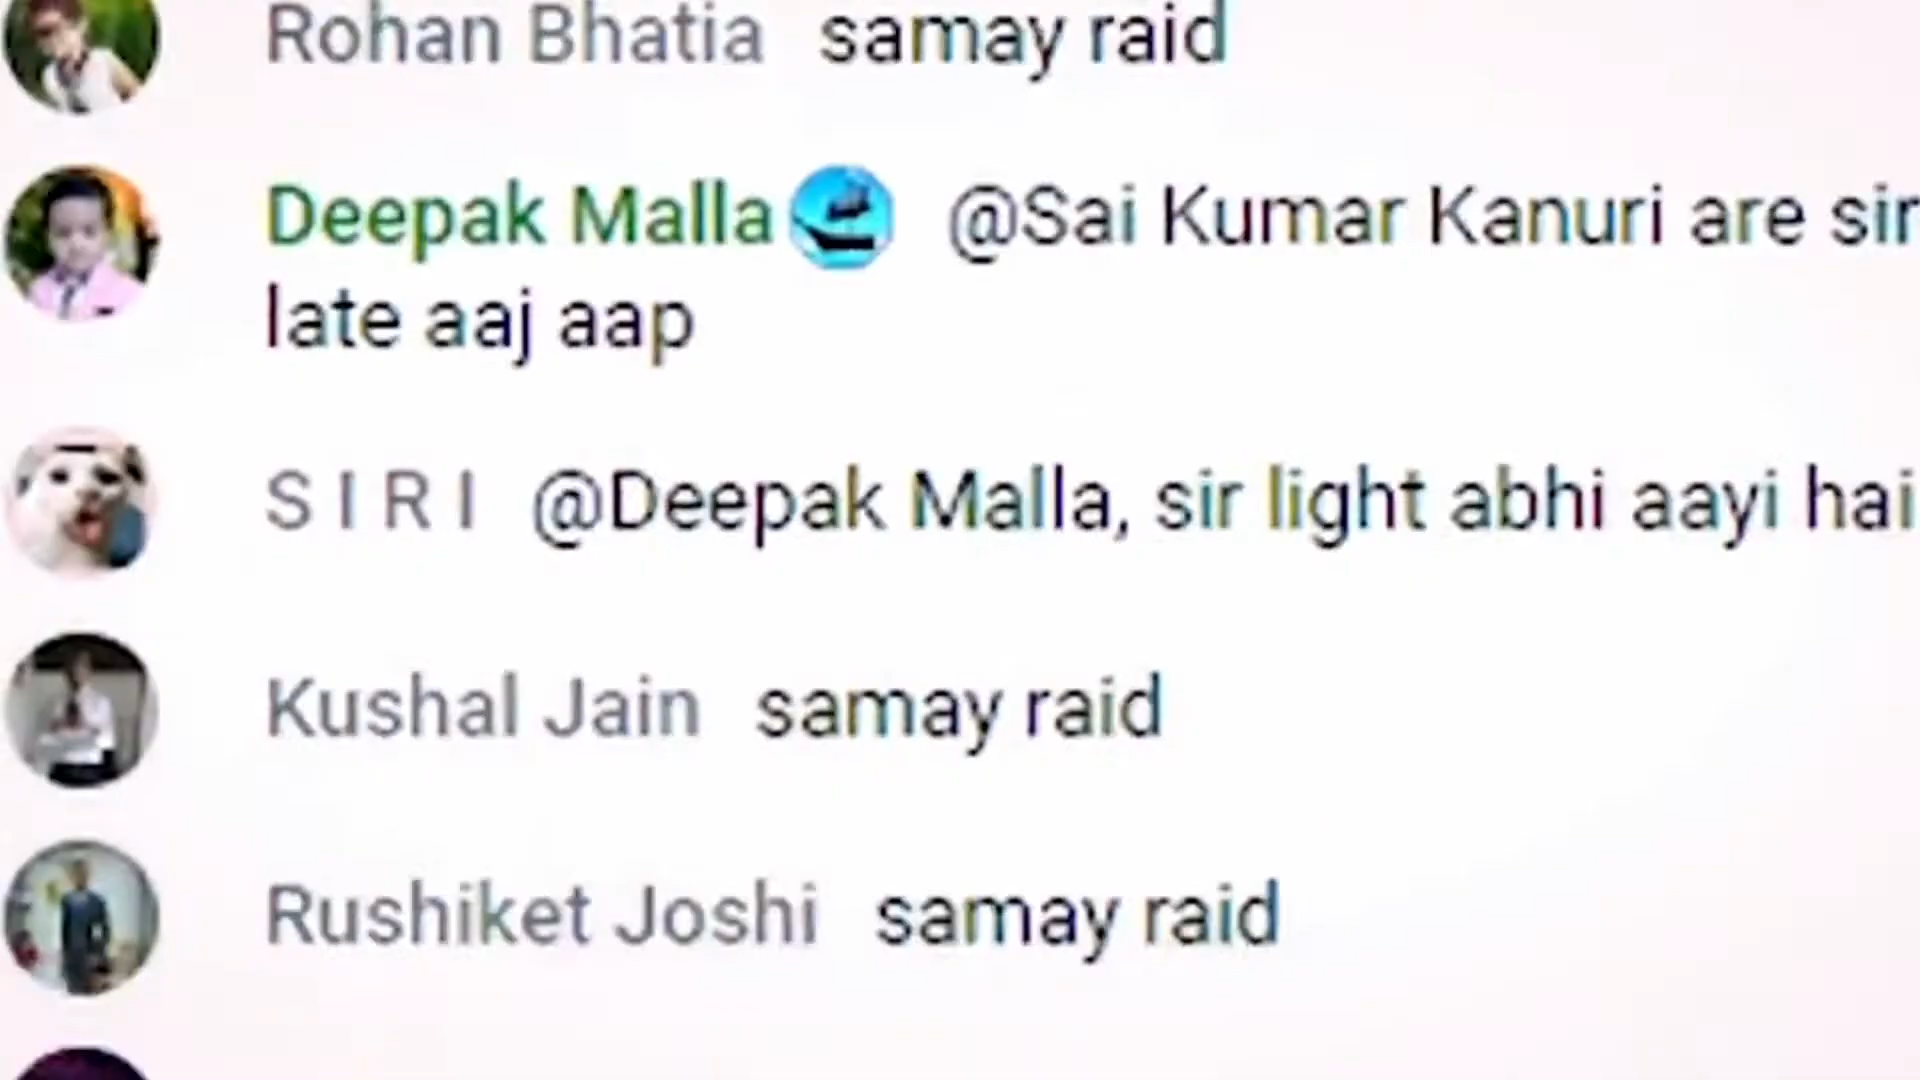 Rohan Bhatia samay raid
Deepak Malla @Sai Kumar Kanuri are sir
late aaj aap
S I R I @Deepak Malla, sir light abhi aayi hai
Kushal Jain samay raid
Rushiket Joshi samay raid